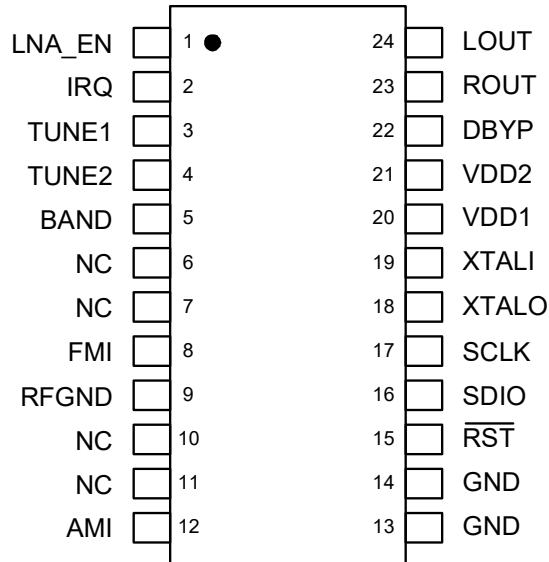 LNA_EN 1 24 LOUT
IRQ 2 23 ROUT
TUNE1 3 22 DBYP
TUNE2 4 21 VDD2
BAND 5 20 VDD1
NC 6 19 XTALI
NC 7 18 XTALO
FMI 8 17 SCLK
RFGND 9 16 SDIO
NC 10 15 R̅S̅T̅
NC 11 14 GND
AMI 12 13 GND